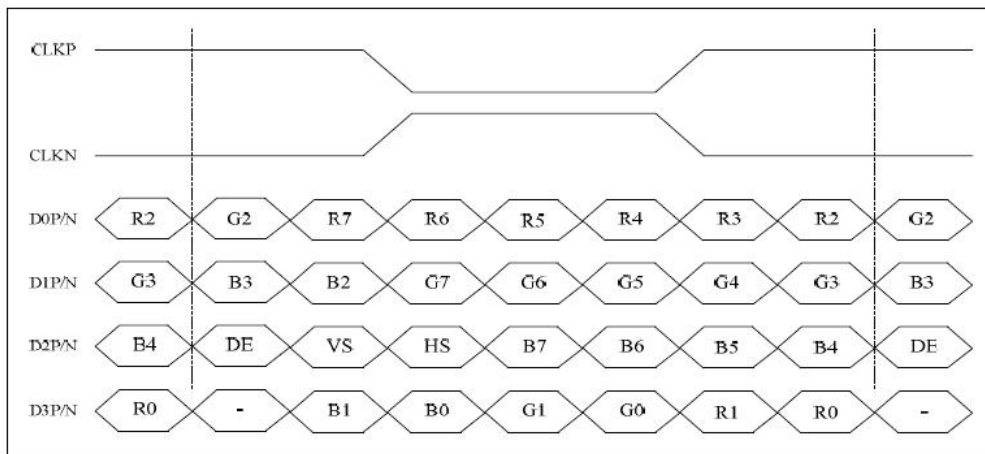 CLKP
CLKN
D0P/N R2 G2 R7 R6 R5 R4 R3 R2 G2
D1P/N G3 B3 B2 G7 G6 G5 G4 G3 B3
D2P/N B4 DE VS HS B7 B6 B5 B4 DE
D3P/N R0 - B1 B0 G1 G0 R1 R0 -